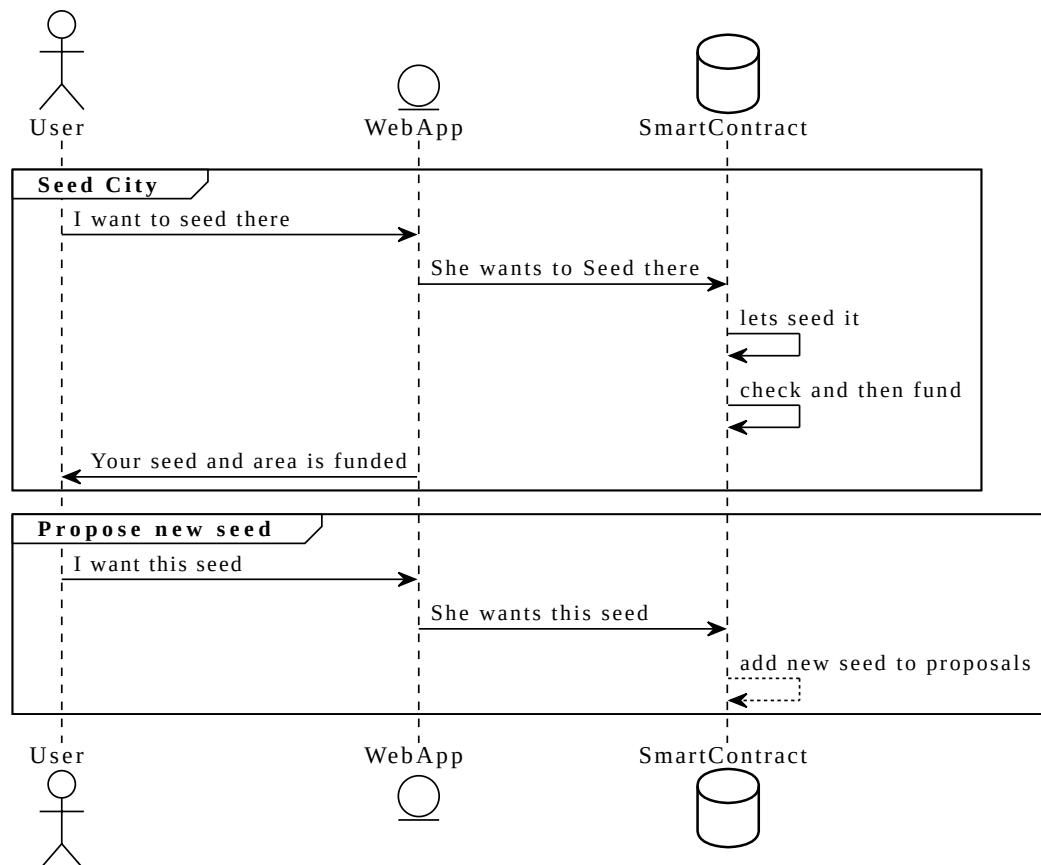 User
WebApp
SmartContract
Seed City
I want to seed there
She wants to Seed there
lets seed it
check and then fund
Your seed and area is funded
Propose new seed
I want this seed
She wants this seed
add new seed to proposals
User
WebApp
SmartContract